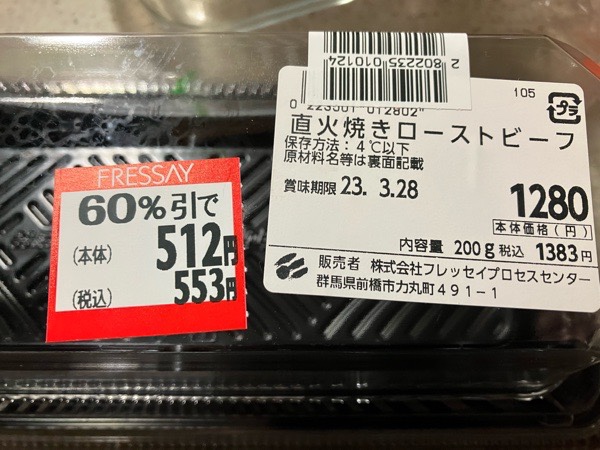 2 802235 010124
105
プラ
直火焼きローストビーフ
保存方法：4℃以下
原材料名等は裏面記載
賞味期限 23. 3.28
1280
本体価格(円)
内容量 200g 税込 1383円
販売者 株式会社フレッセイプロセスセンター
群馬県前橋市力丸町491-1
FRESSAY
60%引で
(本体) 512円
(税込) 553円